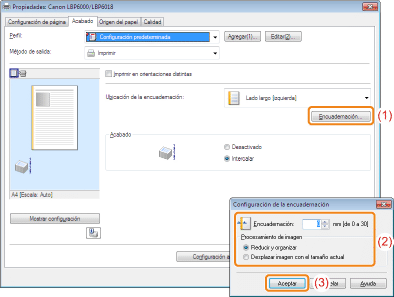 Propiedades: Canon LBP6000/LBP6018
Configuración de página Acabado Origen del papel Calidad
Perfil: Configuración predeterminada Agregar(1)... Editar(2)...
Método de salida: Imprimir
Imprimir en orientaciones distintas
Ubicación de la encuadernación: Lado largo [Izquierda]
Encuadernación... (1)
Acabado
Desactivado
Intercalar
A4 [Escala: Auto]
Mostrar configuración
Configuración a
Configuración de la encuadernación
Encuadernación: mm [de 0 a 30]
Procesamiento de imagen
Reducir y organizar
Desplazar imagen con el tamaño actual
(2)
Aceptar Ayuda
(3)